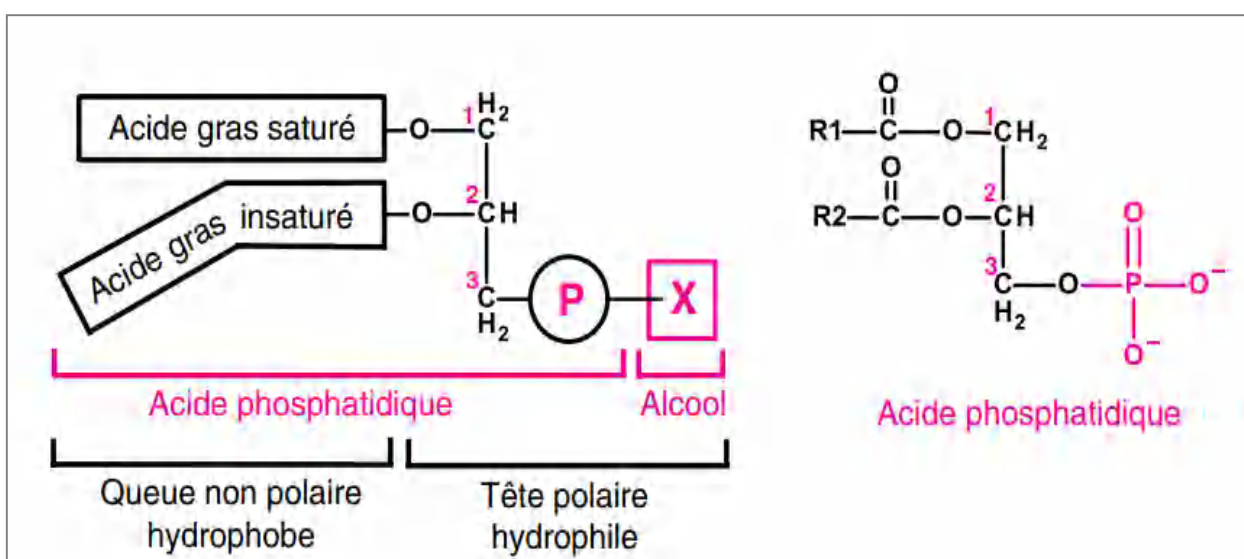 Acide gras saturé
O
1
H2
C
Acide gras insaturé
O
2
CH
3
C
H2
P
X
Acide phosphatidique
Alcool
Queue non polaire
hydrophobe
Tête polaire
hydrophile
O
R1 C O 1 CH2
O
R2 C O 2 CH
3
C
H2
O P O−
O
O−
Acide phosphatidique